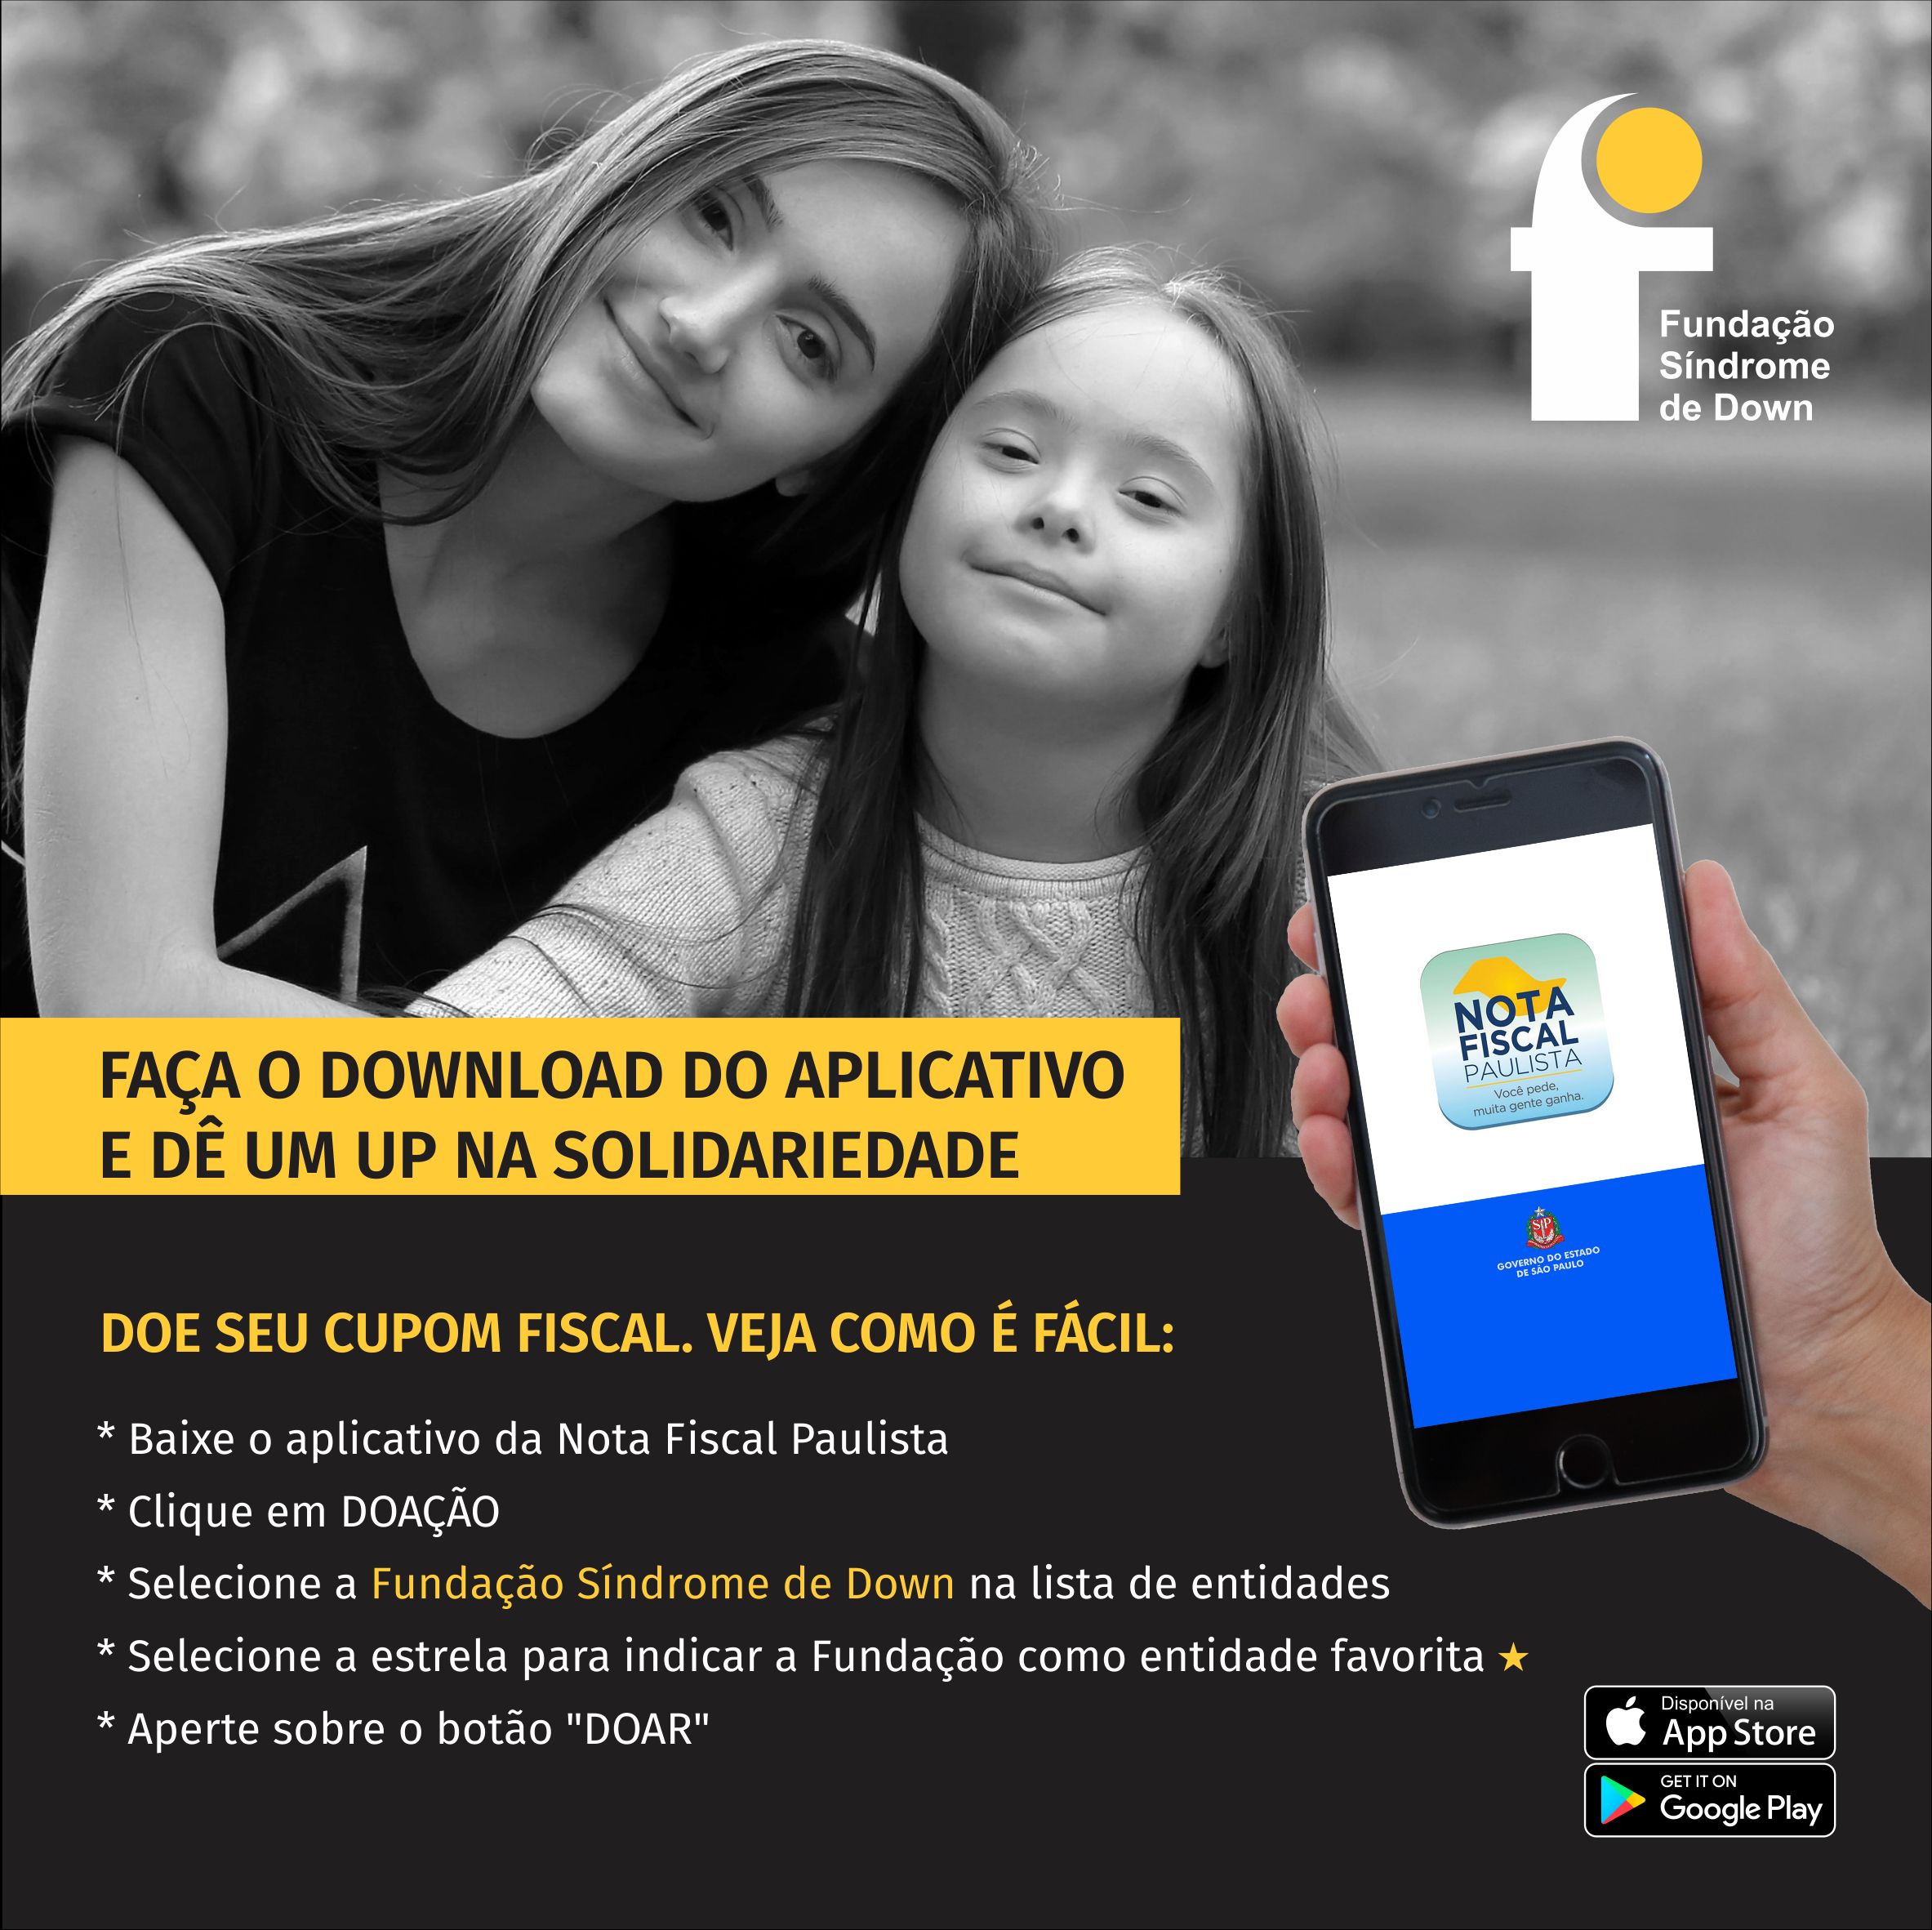 Fundação
Síndrome
de Down
NOTA
FISCAL
PAULISTA
Você pede,
muita gente ganha.
SP
GOVERNO DO ESTADO
DE SÃO PAULO
FAÇA O DOWNLOAD DO APLICATIVO
E DÊ UM UP NA SOLIDARIEDADE
DOE SEU CUPOM FISCAL. VEJA COMO É FÁCIL:
* Baixe o aplicativo da Nota Fiscal Paulista
* Clique em DOAÇÃO
* Selecione a Fundação Síndrome de Down na lista de entidades
* Selecione a estrela para indicar a Fundação como entidade favorita ★
* Aperte sobre o botão "DOAR"
Disponível na
App Store
GET IT ON
Google Play